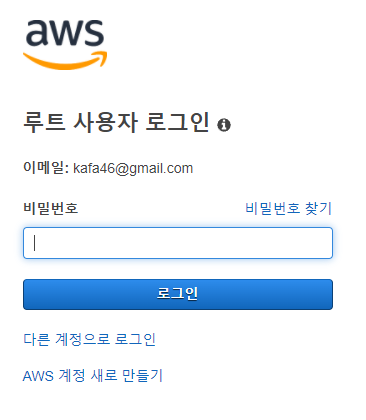 aws
루트 사용자 로그인
이메일: kafa46@gmail.com
비밀번호 비밀번호 찾기
로그인
다른 계정으로 로그인
AWS 계정 새로 만들기